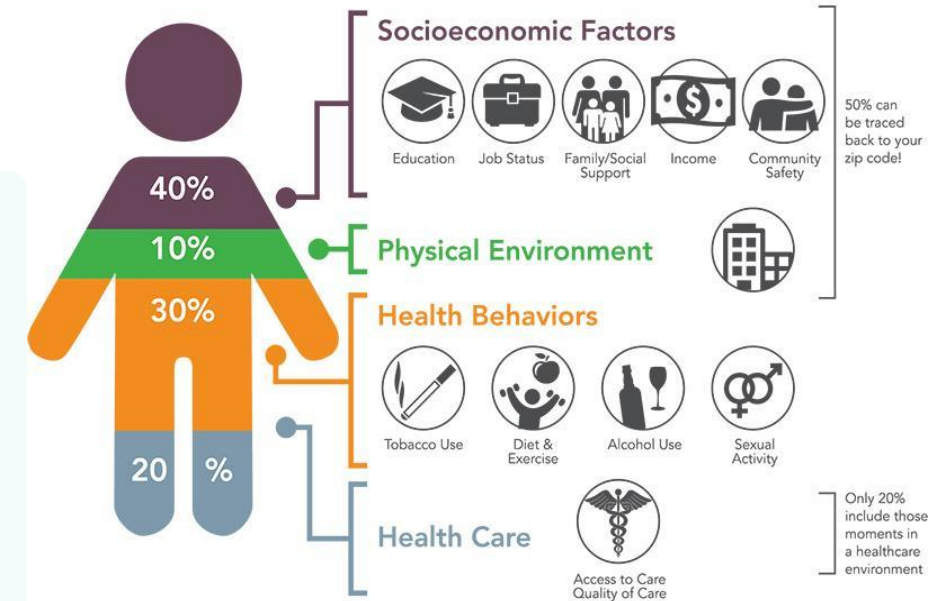 Socioeconomic Factors
Education
Job Status
Family/Social
Support
Income
Community
Safety
50% can
be traced
back to your
zip code!
40%
10%
Physical Environment
30%
Health Behaviors
Tobacco Use
Diet &
Exercise
Alcohol Use
Sexual
Activity
20 %
Health Care
Access to Care
Quality of Care
Only 20%
include those
moments in
a healthcare
environment